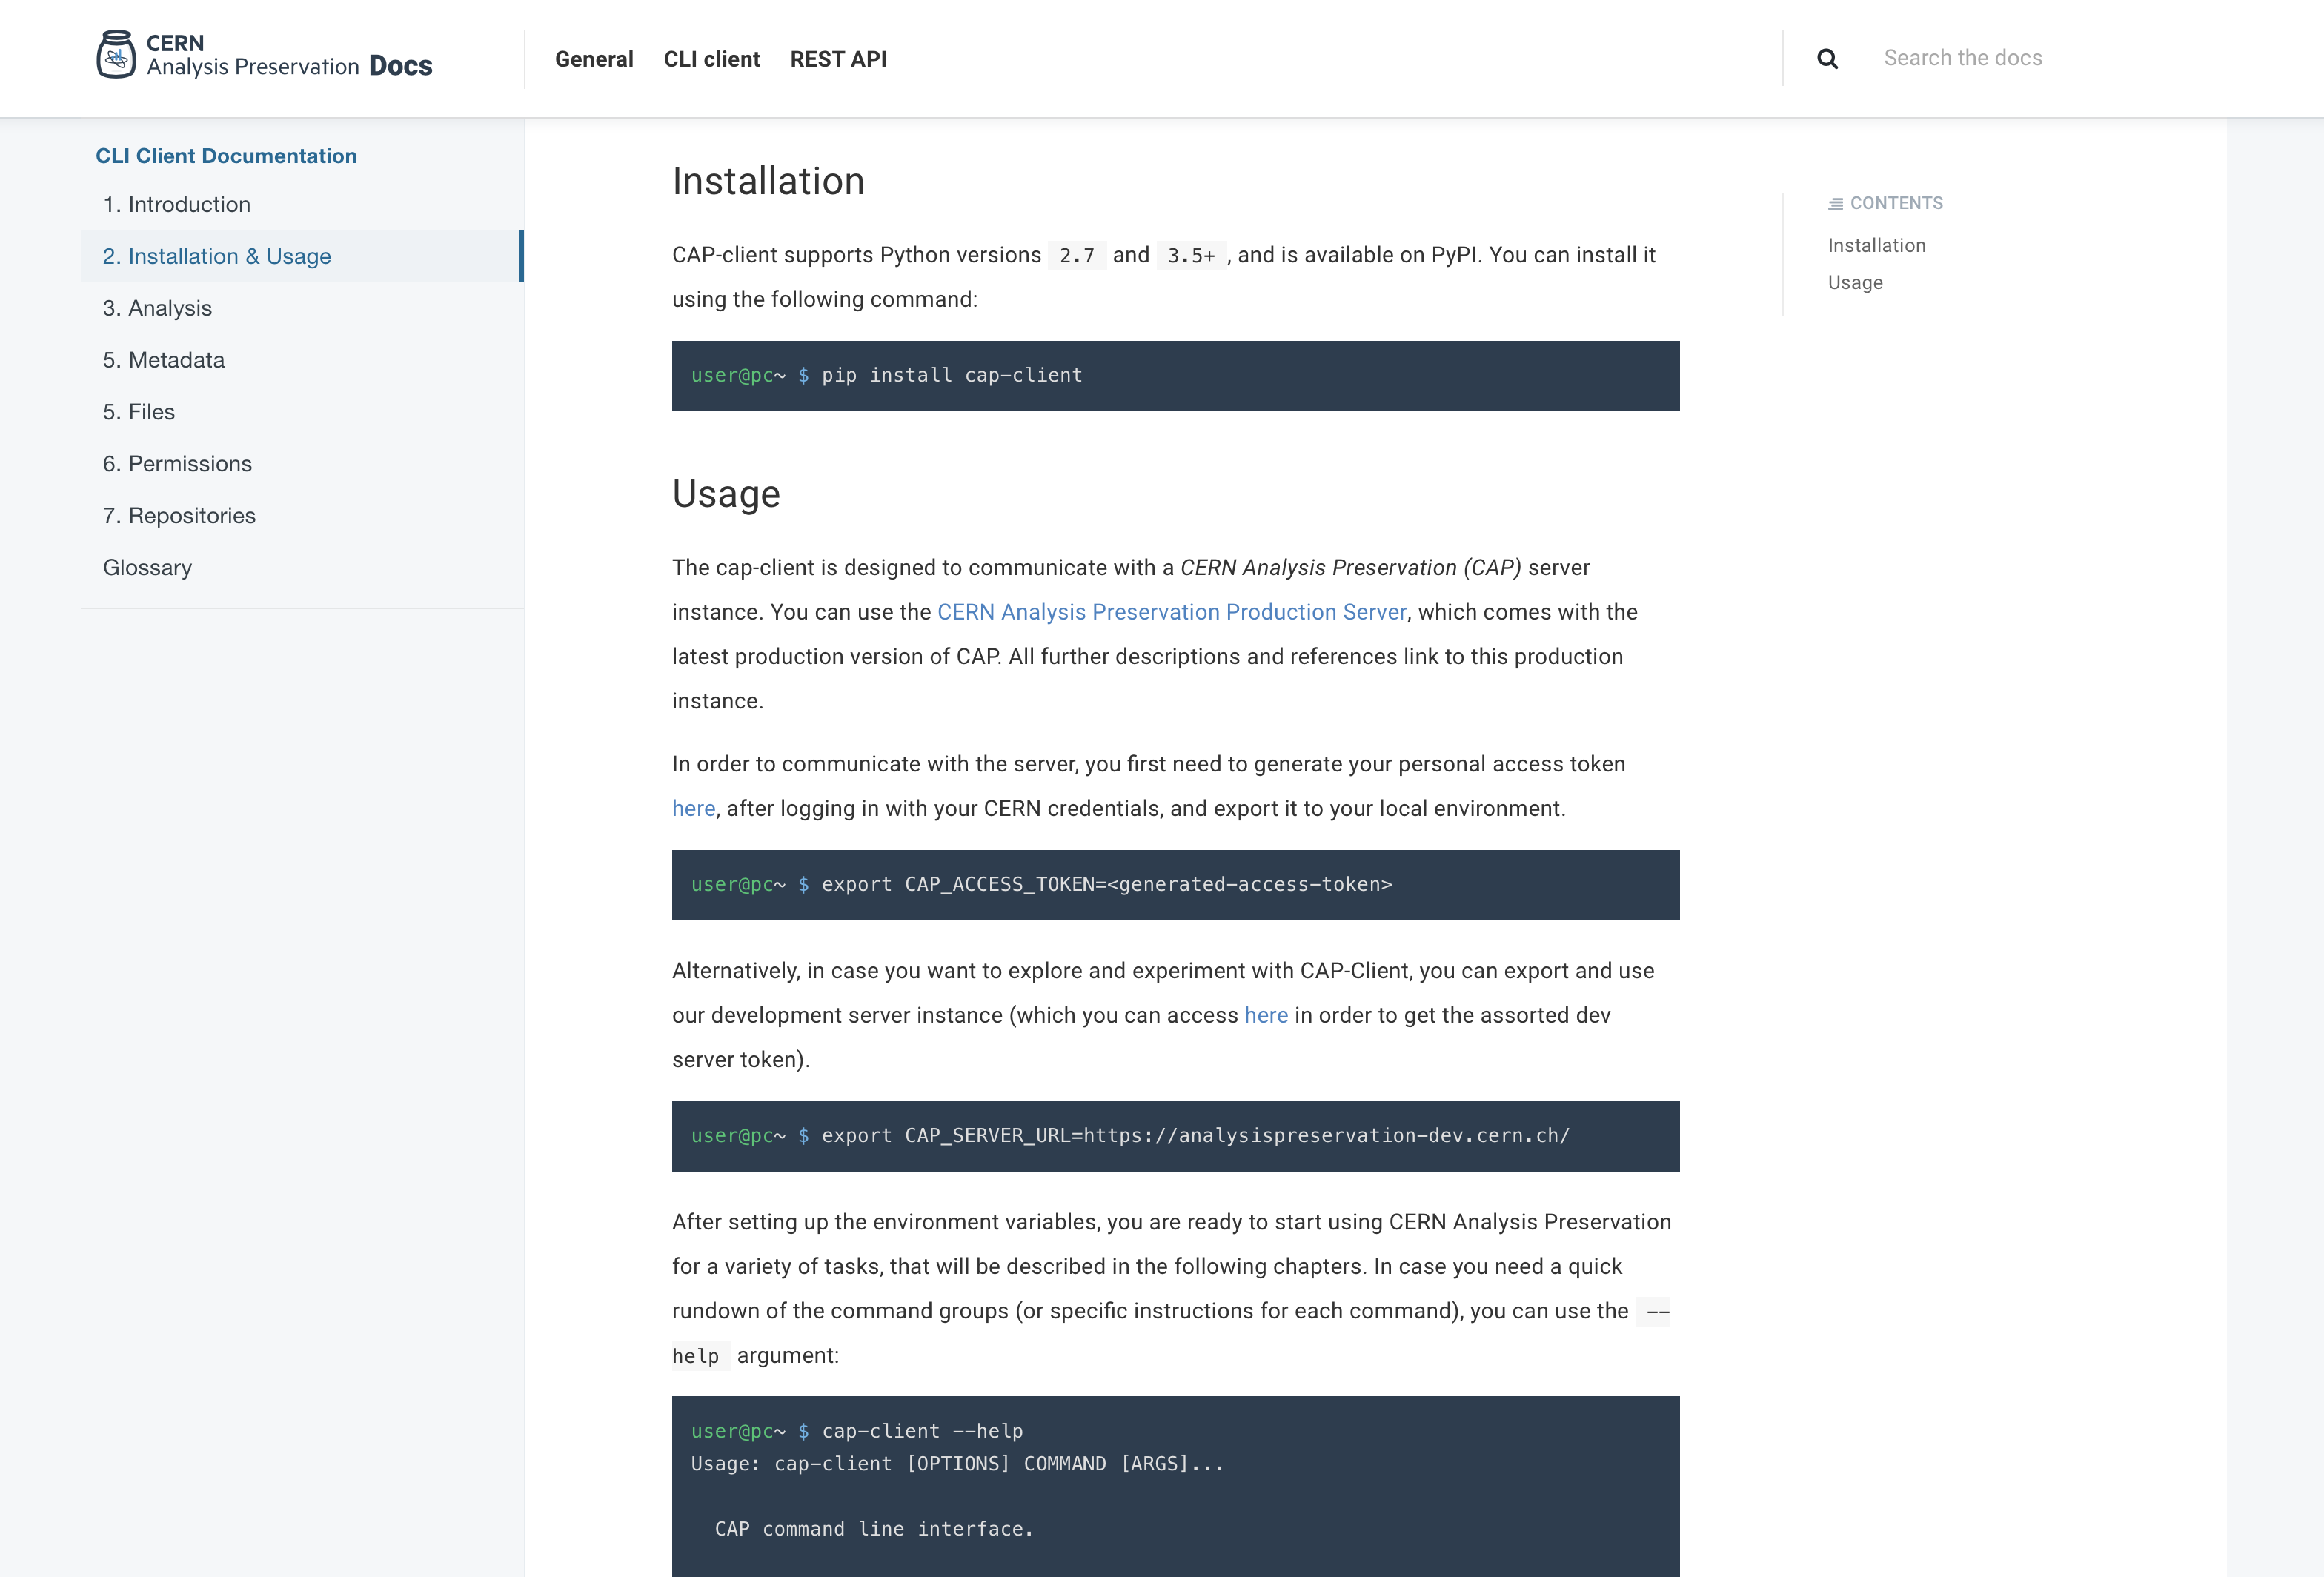 CERN
Analysis Preservation Docs
General CLI client REST API
Search the docs
CLI Client Documentation
1. Introduction
2. Installation & Usage
3. Analysis
5. Metadata
5. Files
6. Permissions
7. Repositories
Glossary
Installation
CAP-client supports Python versions 2.7 and 3.5+ , and is available on PyPI. You can install it
using the following command:
user@pc~ $ pip install cap-client
Usage
The cap-client is designed to communicate with a CERN Analysis Preservation (CAP) server
instance. You can use the CERN Analysis Preservation Production Server, which comes with the
latest production version of CAP. All further descriptions and references link to this production
instance.
In order to communicate with the server, you first need to generate your personal access token
here, after logging in with your CERN credentials, and export it to your local environment.
user@pc~ $ export CAP_ACCESS_TOKEN=<generated-access-token>
Alternatively, in case you want to explore and experiment with CAP-Client, you can export and use
our development server instance (which you can access here in order to get the assorted dev
server token).
user@pc~ $ export CAP_SERVER_URL=https://analysispreservation-dev.cern.ch/
After setting up the environment variables, you are ready to start using CERN Analysis Preservation
for a variety of tasks, that will be described in the following chapters. In case you need a quick
rundown of the command groups (or specific instructions for each command), you can use the --
help argument:
user@pc~ $ cap-client --help
Usage: cap-client [OPTIONS] COMMAND [ARGS]...
CAP command line interface.
CONTENTS
Installation
Usage